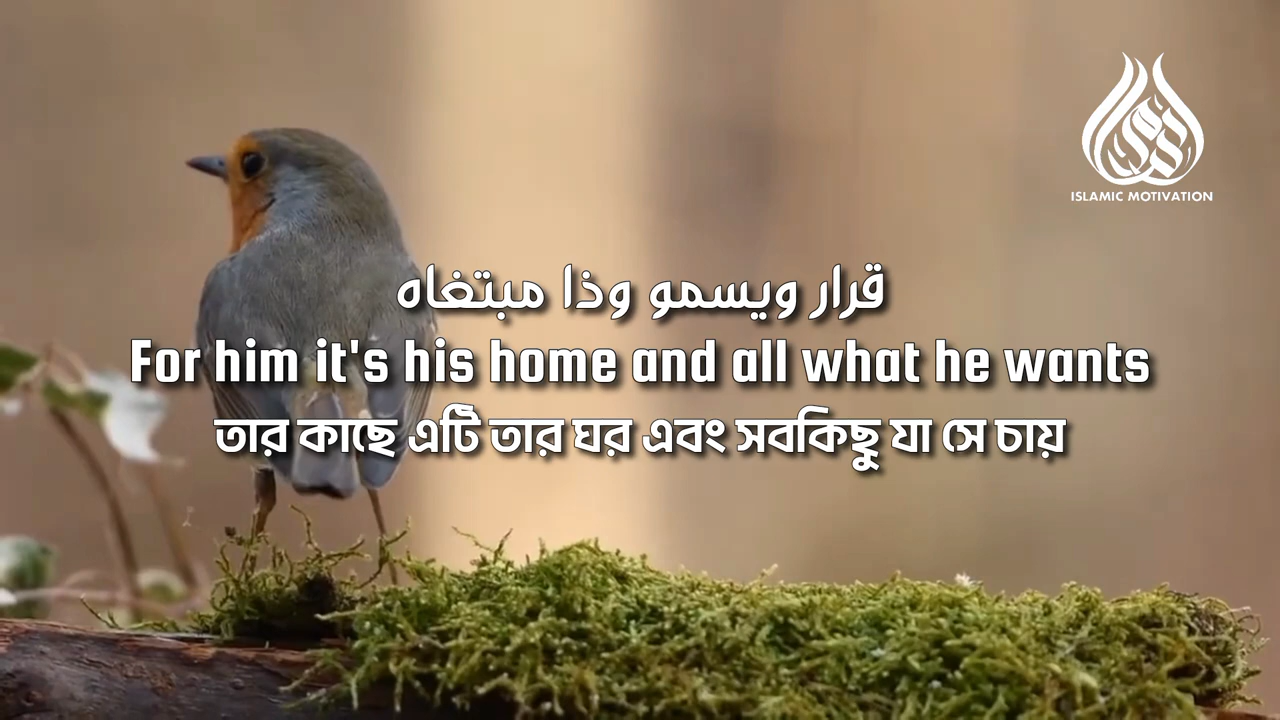 ISLAMIC MOTIVATION
قرار ويسمو وذا مبتغاه
For him it's his home and all what he wants
তার কাছে এটি তার ঘর এবং সবকিছু যা সে চায়